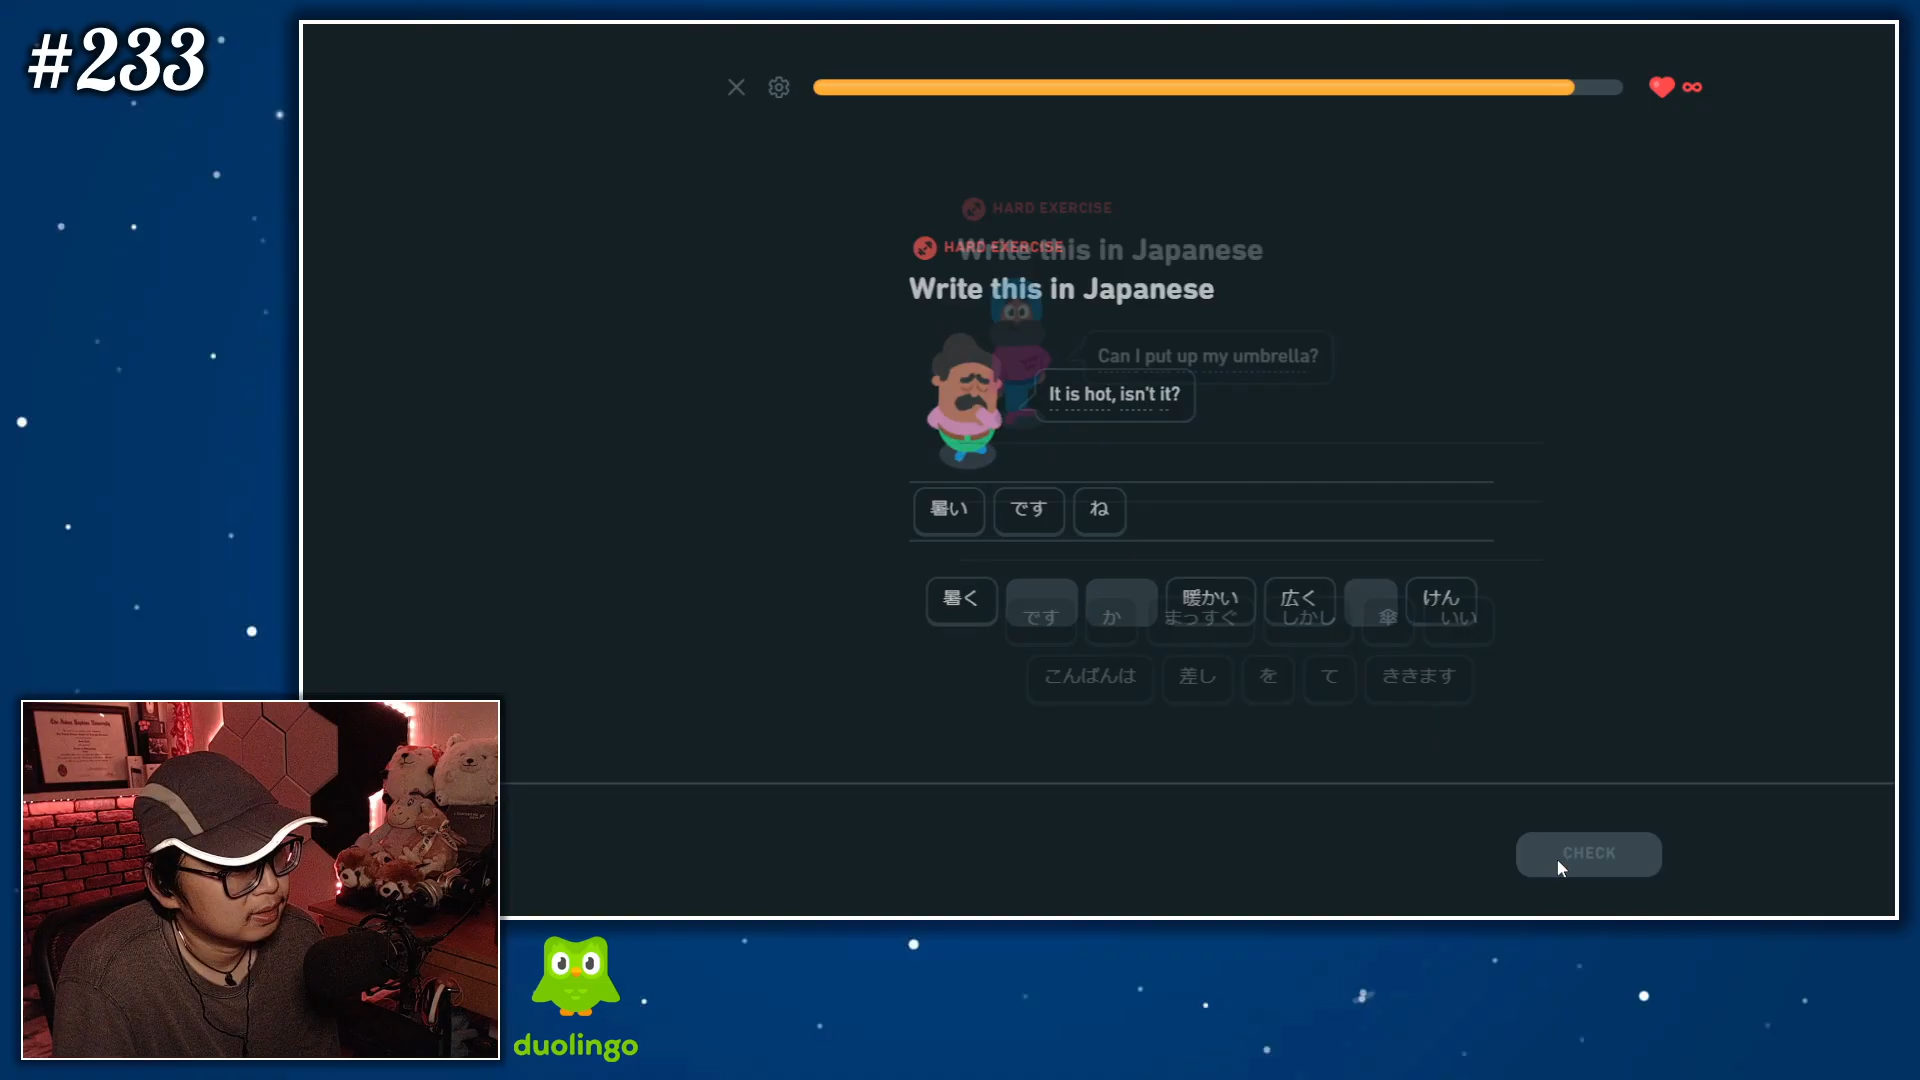 #233
HARD EXERCISE
Write this in Japanese
HARD EXERCISE
Write this in Japanese
Can I put up my umbrella?
It is hot, isn't it?
暑い です ね
暑く 暖かい 広く けん
です か まっすぐ しかし 傘 いい
こんばんは 差し を て ききます
CHECK
duolingo